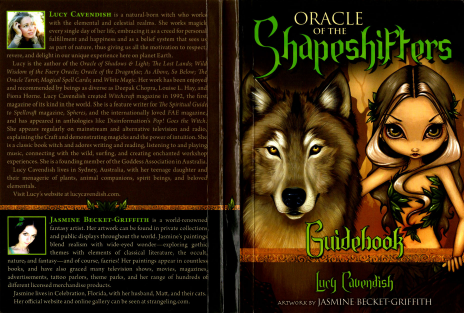 LUCY CAVENDISH is a natural-born witch who works
with the elemental and celestial realms. She works magick
every single day of her life, embracing it as a creed for personal
fulfillment and happiness and as a belief system that sees us
as part of nature, thus giving us all the motivation to respect,
revere, and delight in our unique experience here on planet Earth.
Lucy is the author of the Oracle of Shadows & Light; The Lost Lands; Wild
Wisdom of the Faery Oracle; Oracle of the Dragonfae; As Above, So Below; The
Oracle Tarot; Magical Spell Cards; and White Magic. Her work has been enjoyed
and recommended by beings as diverse as Deepak Chopra, Louise L. Hay, and
Fiona Horne. Lucy Cavendish created Witchcraft magazine in 1992, the first
magazine of its kind in the world. She is a feature writer for The Spiritual Guide
to Spellcraft magazine, Spheres, and the internationally loved FAE magazine,
and has appeared in anthologies like Disinformation's Pop! Goes the Witch.
She appears regularly on mainstream and alternative television and radio,
explaining the Craft and demonstrating magicks and the power of intuition. She
is a classic book witch and adores writing and reading, listening to and playing
music, connecting with the wild, surfing, and creating enchanted workshop
experiences. She is a founding member of the Goddess Association in Australia.
Lucy Cavendish lives in Sydney, Australia, with her teenage daughter and
their menagerie of plants, animal companions, spirit beings, and beloved
elementals.
Visit Lucy's website at lucycavendish.com.
JASMINE BECKET-GRIFFITH is a world-renowned
fantasy artist. Her artwork can be found in private collections
and public displays throughout the world. Jasmine's paintings
blend realism with wide-eyed wonder—exploring gothic
themes with elements of classical literature, the occult,
nature, and fantasy—and of course, faeries! Her paintings appear in countless
books, and have also graced many television shows, movies, magazines,
advertisements, tattoo parlors, theme parks, and her range of hundreds of
different licensed merchandise products.
Jasmine lives in Celebration, Florida, with her husband, Matt, and their cats.
Her official website and online gallery can be seen at strangeling.com.
ORACLE
OF THE
Shapeshifters
Guidebook
Lucy Cavendish
ARTWORK BY JASMINE BECKET-GRIFFITH